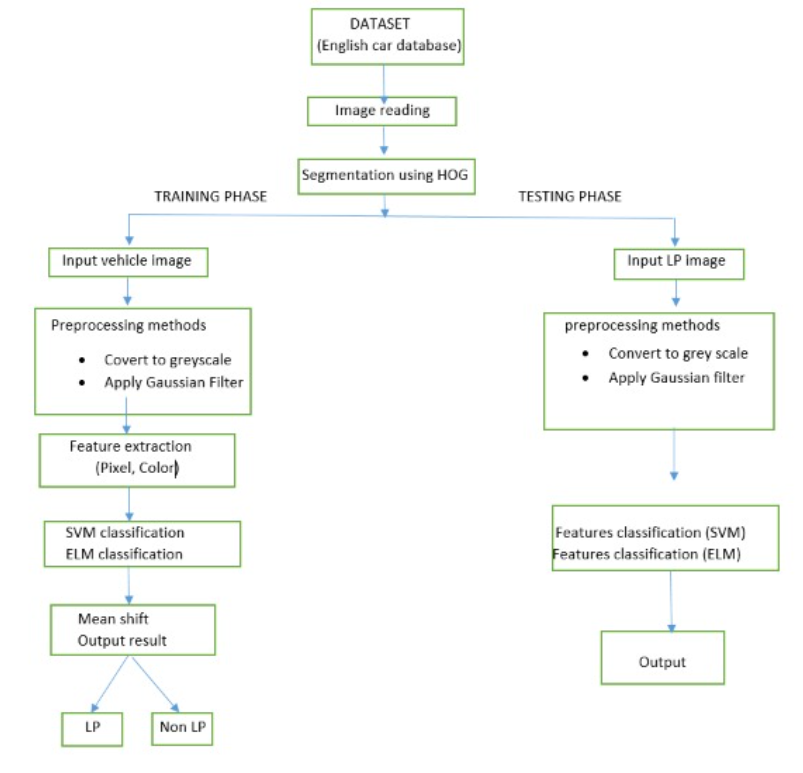 DATASET
(English car database)
Image reading
Segmentation using HOG
TRAINING PHASE
TESTING PHASE
Input vehicle image
Preprocessing methods
• Covert to greyscale
• Apply Gaussian Filter
Feature extraction
(Pixel, Color)
SVM classification
ELM classification
Mean shift
Output result
LP
Non LP
Input LP image
preprocessing methods
• Convert to grey scale
• Apply Gaussian filter
Features classification (SVM)
Features classification (ELM)
Output